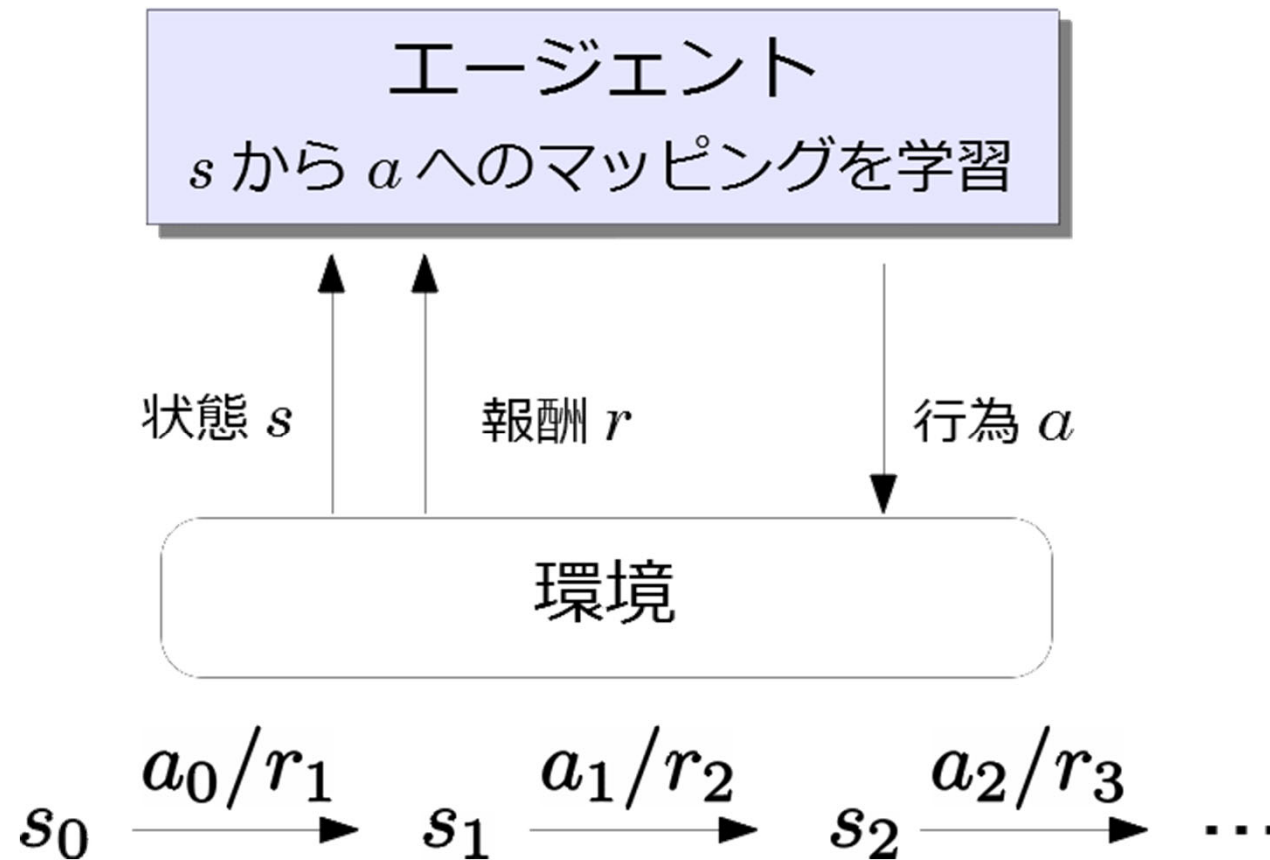 エージェント
s から a へのマッピングを学習
状態 s
報酬 r
行為 a
環境
a₀/r₁ a₁/r₂ a₂/r₃
s₀ s₁ s₂ …